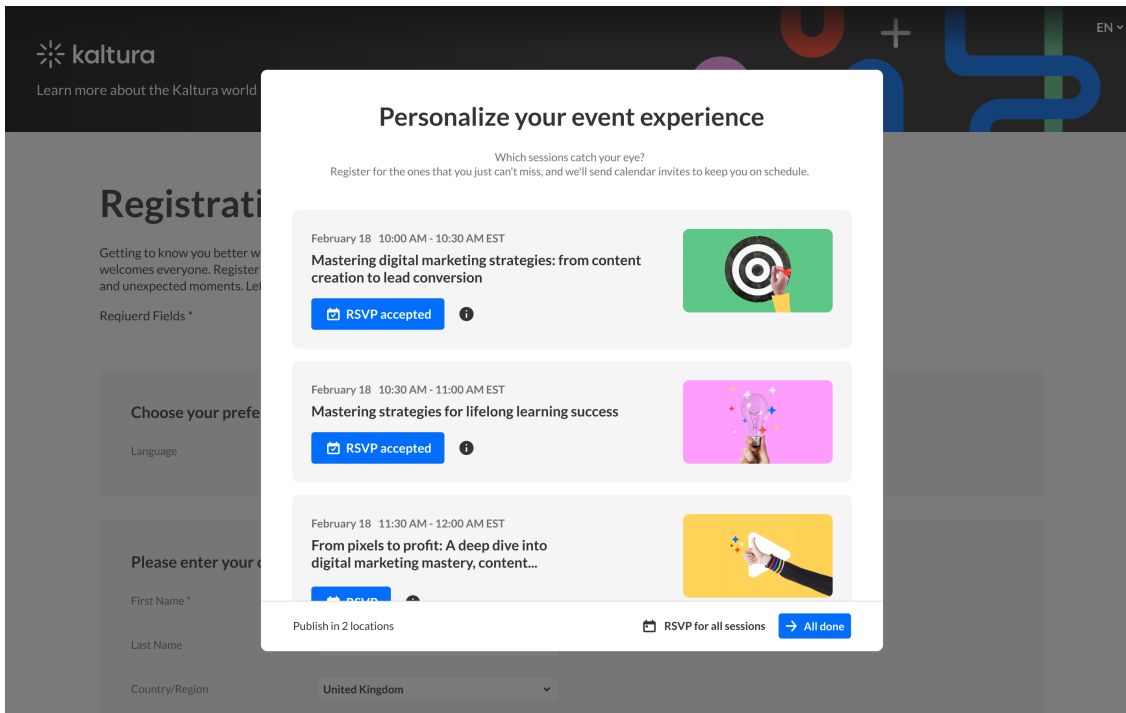 EN
kaltura
Learn more about the Kaltura world
Personalize your event experience
Which sessions catch your eye?
Register for the ones that you just can't miss, and we'll send calendar invites to keep you on schedule.
Registrati
Getting to know you better w
welcomes everyone. Register
and unexpected moments. Let
Reqiuerd Fields *
February 18 10:00 AM - 10:30 AM EST
Mastering digital marketing strategies: from content
creation to lead conversion
RSVP accepted
February 18 10:30 AM - 11:00 AM EST
Mastering strategies for lifelong learning success
RSVP accepted
Choose your prefe
Language
February 18 11:30 AM - 12:00 AM EST
From pixels to profit: A deep dive into
digital marketing mastery, content...
RSVP
Publish in 2 locations
RSVP for all sessions
All done
Please enter your
First Name *
Last Name
Country/Region
United Kingdom